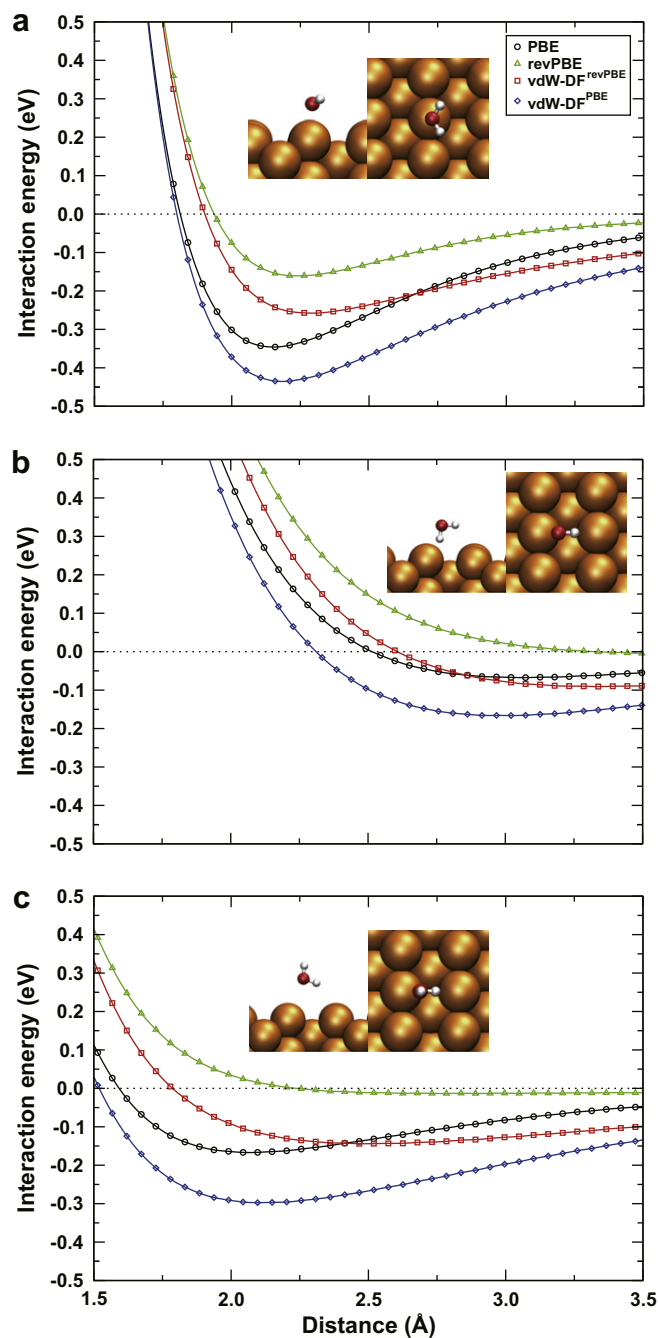 a
0.5
0.4
0.3
0.2
0.1
0.0
-0.1
-0.2
-0.3
-0.4
-0.5
Interaction energy (eV)
PBE
revPBE
vdW-DF^revPBE
vdW-DF^PBE
b
0.5
0.4
0.3
0.2
0.1
0.0
-0.1
-0.2
-0.3
-0.4
-0.5
Interaction energy (eV)
c
0.5
0.4
0.3
0.2
0.1
0.0
-0.1
-0.2
-0.3
-0.4
-0.5
Interaction energy (eV)
1.5 2.0 2.5 3.0 3.5
Distance (Å)